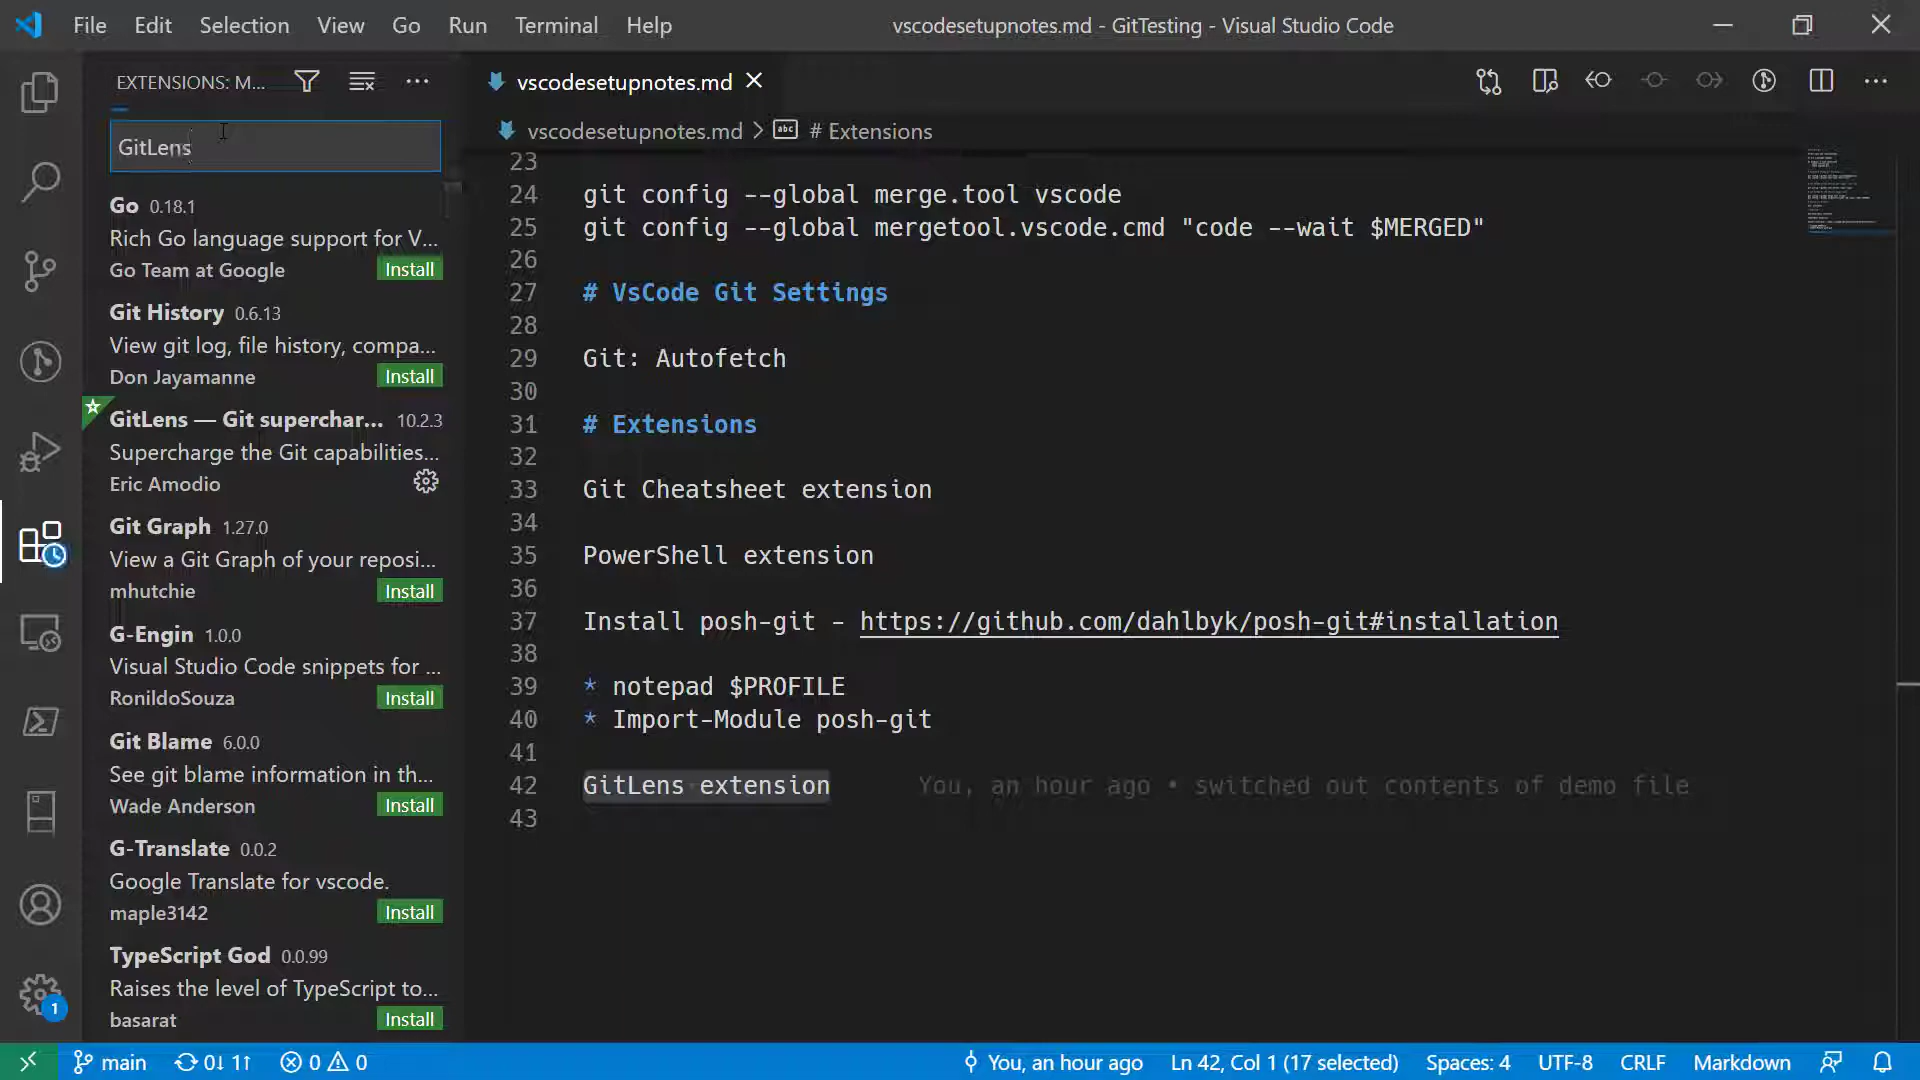 File Edit Selection View Go Run Terminal Help
vscodesetupnotes.md - GitTesting - Visual Studio Code
EXTENSIONS: M...
GitLens
Go 0.18.1
Rich Go language support for V...
Go Team at Google Install
Git History 0.6.13
View git log, file history, compa...
Don Jayamanne Install
GitLens — Git superchar... 10.2.3
Supercharge the Git capabilities...
Eric Amodio
Git Graph 1.27.0
View a Git Graph of your reposi...
mhutchie Install
G-Engin 1.0.0
Visual Studio Code snippets for ...
RonildoSouza Install
Git Blame 6.0.0
See git blame information in th...
Wade Anderson Install
G-Translate 0.0.2
Google Translate for vscode.
maple3142 Install
TypeScript God 0.0.99
Raises the level of TypeScript to...
basarat Install
1
vscodesetupnotes.md
vscodesetupnotes.md > abc # Extensions
23
24 git config --global merge.tool vscode
25 git config --global mergetool.vscode.cmd "code --wait $MERGED"
26
27 # VsCode Git Settings
28
29 Git: Autofetch
30
31 # Extensions
32
33 Git Cheatsheet extension
34
35 PowerShell extension
36
37 Install posh-git - https://github.com/dahlbyk/posh-git#installation
38
39 * notepad $PROFILE
40 * Import-Module posh-git
41
42 GitLens extension You, an hour ago • switched out contents of demo file
43
main 0↓ 1↑ 0 0 You, an hour ago Ln 42, Col 1 (17 selected) Spaces: 4 UTF-8 CRLF Markdown